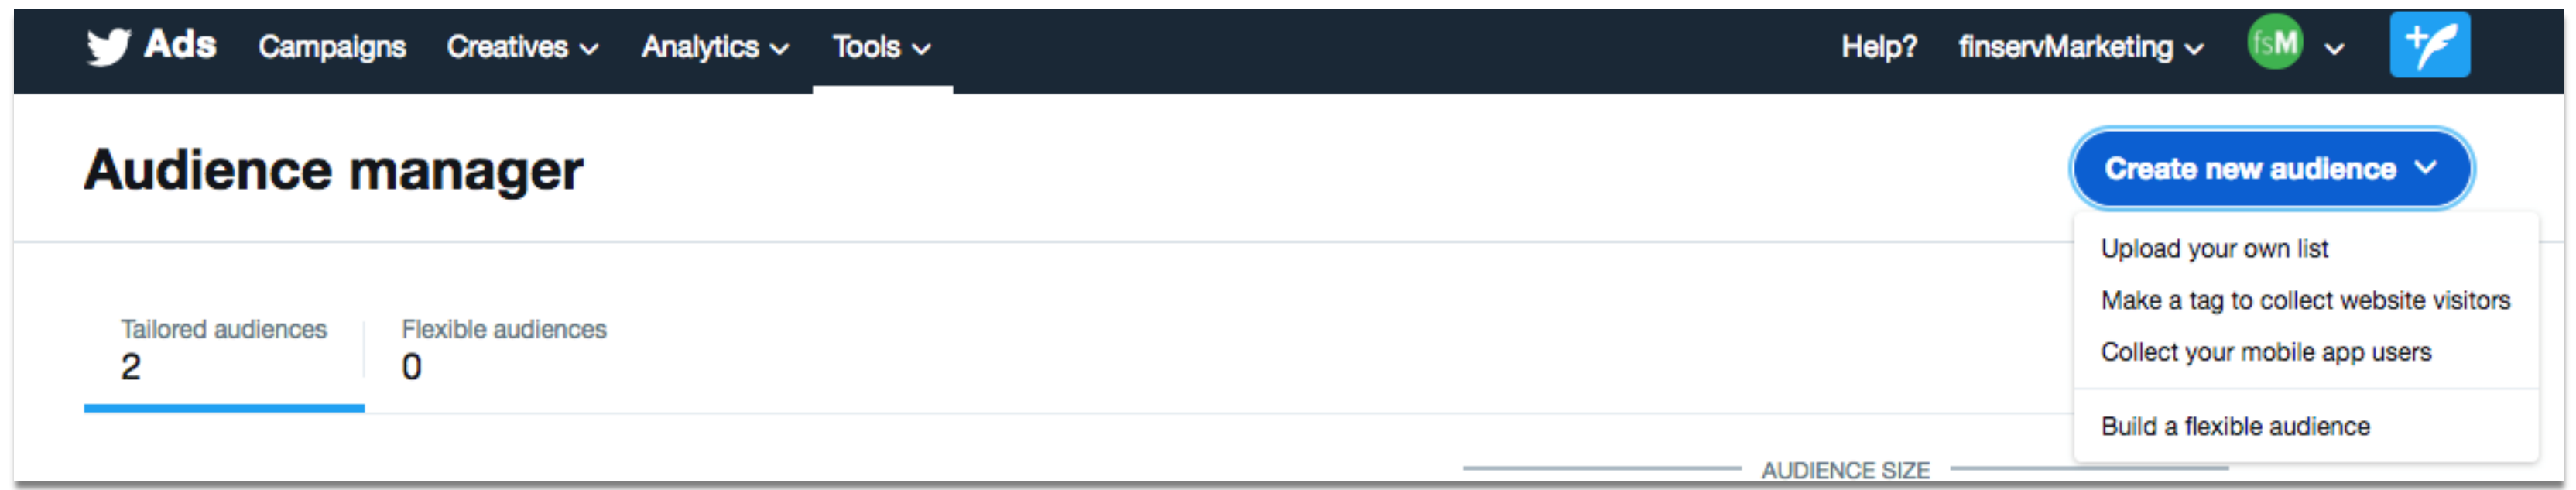 Ads Campaigns Creatives Analytics Tools Help? finservMarketing fsM
Audience manager
Create new audience
Upload your own list
Make a tag to collect website visitors
Collect your mobile app users
Build a flexible audience
Tailored audiences
2
Flexible audiences
0
AUDIENCE SIZE